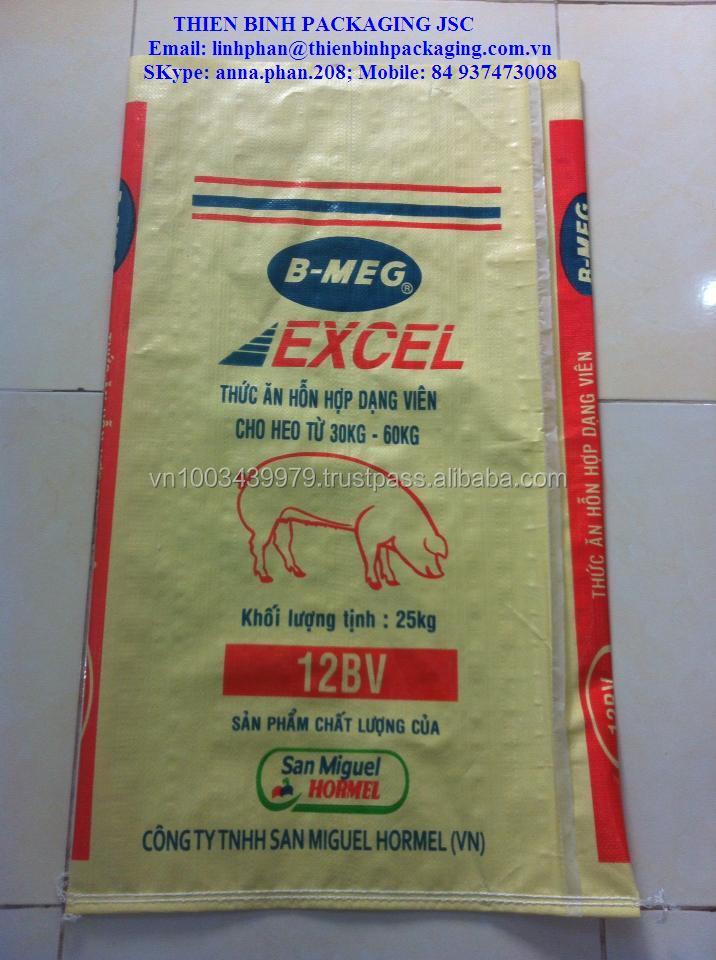 THIEN BINH PACKAGING JSC
Email: linhphan@thienbinhpackaging.com.vn
SKype: anna.phan.208; Mobile: 84 937473008
B-MEG®
EXCEL
THỨC ĂN HỖN HỢP DẠNG VIÊN
CHO HEO TỪ 30KG - 60KG
vn1003439979.trustpass.alibaba.com
Khối lượng tịnh : 25kg
12BV
SẢN PHẨM CHẤT LƯỢNG CỦA
San Miguel
HORMEL
CÔNG TY TNHH SAN MIGUEL HORMEL (VN)
B-MEG
THỨC ĂN HỖN HỢP DẠNG VIÊN
12BV